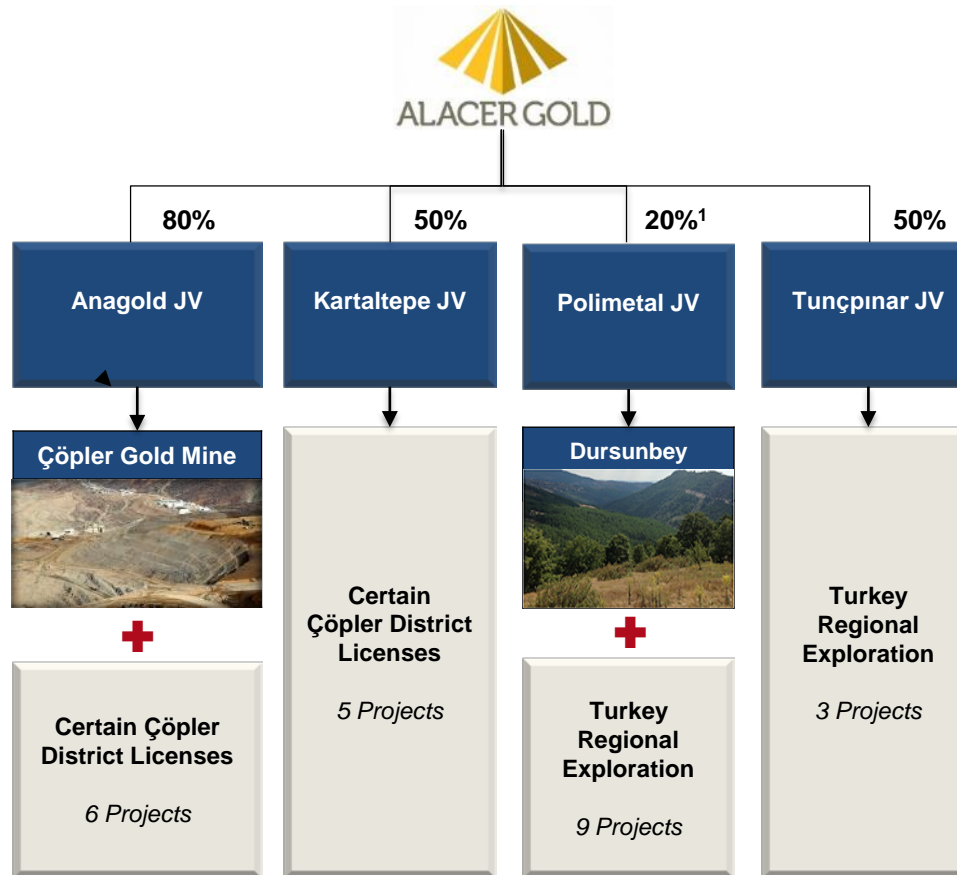 ALACER GOLD
80%
50%
20%1
50%
Anagold JV
Kartaltepe JV
Polimetal JV
Tunçpınar JV
Çöpler Gold Mine
Dursunbey
Certain
Çöpler District
Licenses
5 Projects
Turkey
Regional
Exploration
3 Projects
Certain Çöpler
District Licenses
6 Projects
Turkey
Regional
Exploration
9 Projects